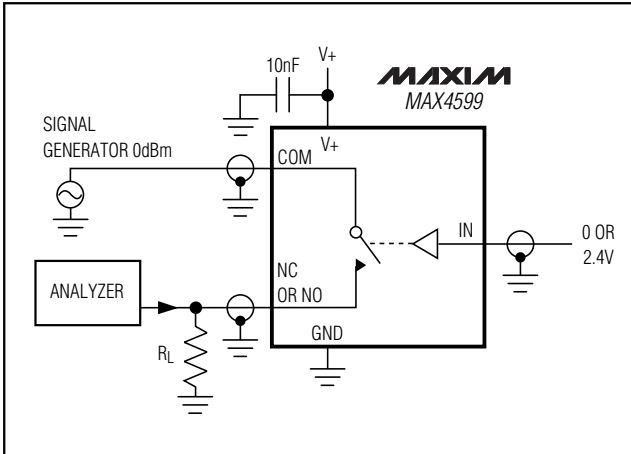 10nF
V+
MAXIM
MAX4599
SIGNAL
GENERATOR 0dBm
V+
COM
IN
0 OR
2.4V
NC
OR NO
ANALYZER
GND
RL